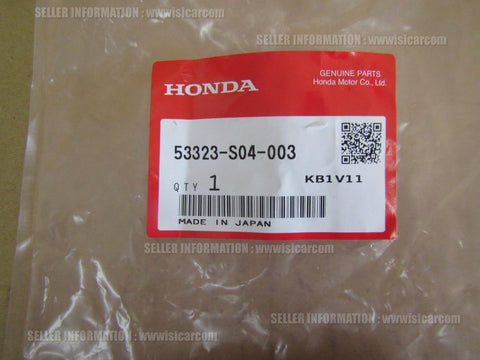 SELLER INFORMATION : www.isicar.com
SELLER INFORMATION : www.isicar.com
HONDA
GENUINE PARTS
Honda Motor Co., Ltd.
53323-S04-003
QTY 1
KB1V11
MADE IN JAPAN
SELLER INFORMATION : www.isicar.com
SELLER INFORMATION : www.isicar.com
SELLER INFORMATION : www.isicar.com